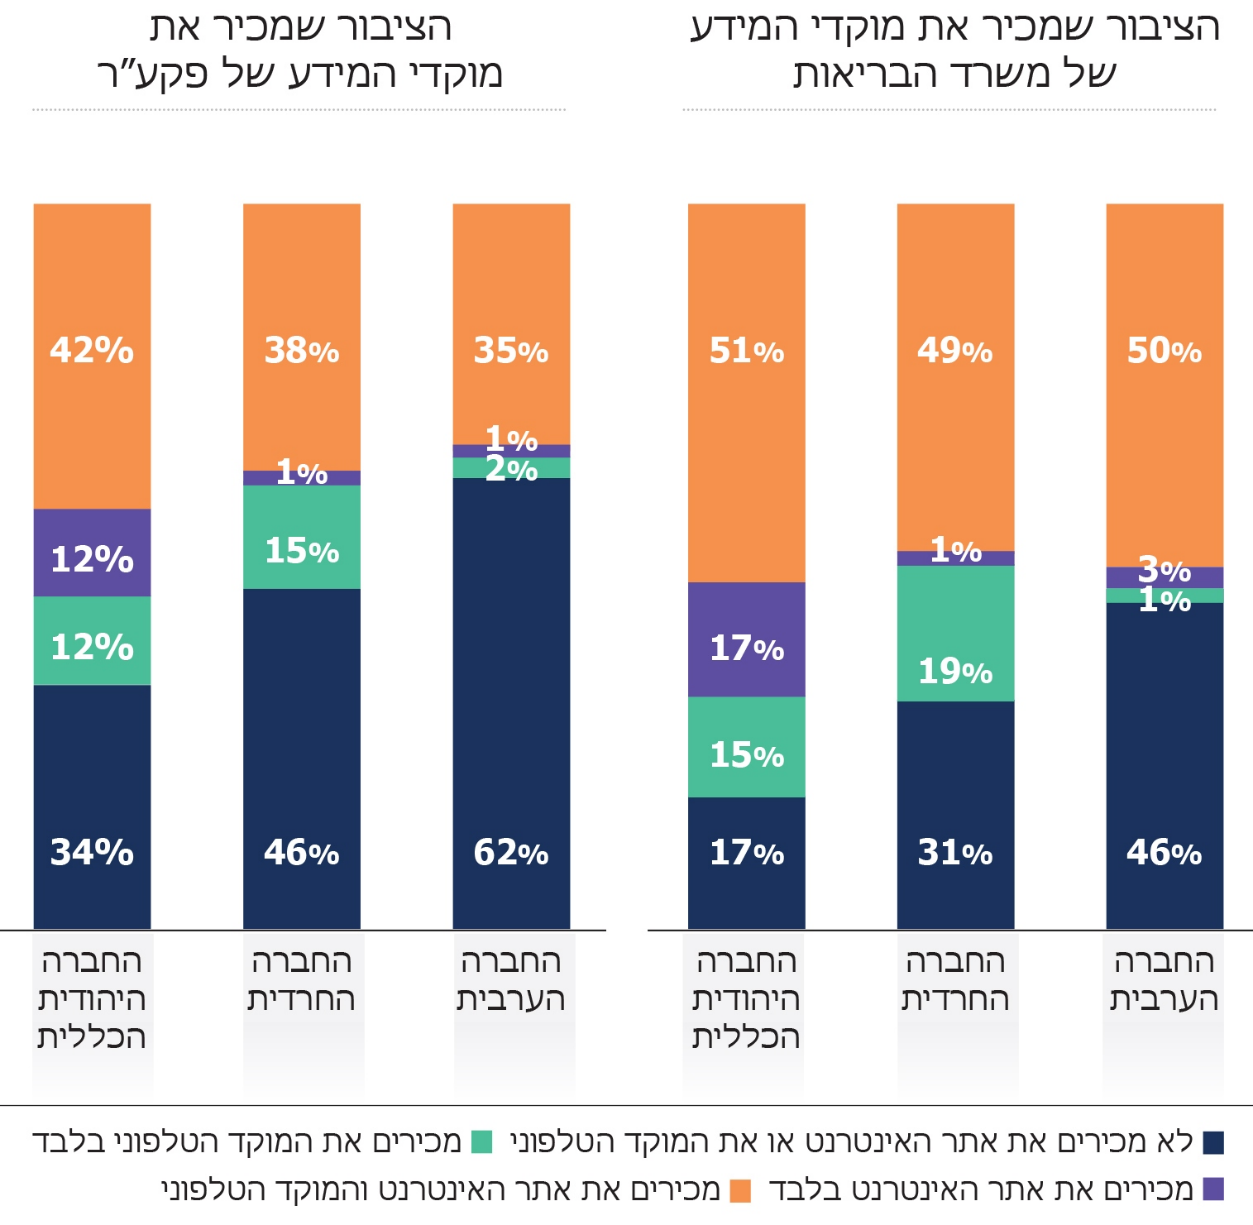 הציבור שמכיר את מוקדי המידע
של משרד הבריאות
50%
3%
1%
46%
49%
1%
19%
31%
51%
17%
15%
17%
החברה
הערבית
החברה
החרדית
החברה
היהודית
הכללית
הציבור שמכיר את
מוקדי המידע של פקע"ר
35%
1%
2%
62%
38%
1%
15%
46%
42%
12%
12%
34%
החברה
הערבית
החברה
החרדית
החברה
היהודית
הכללית
לא מכירים את אתר האינטרנט או את המוקד הטלפוני מכירים את המוקד הטלפוני בלבד
מכירים את אתר האינטרנט בלבד מכירים את אתר האינטרנט והמוקד הטלפוני